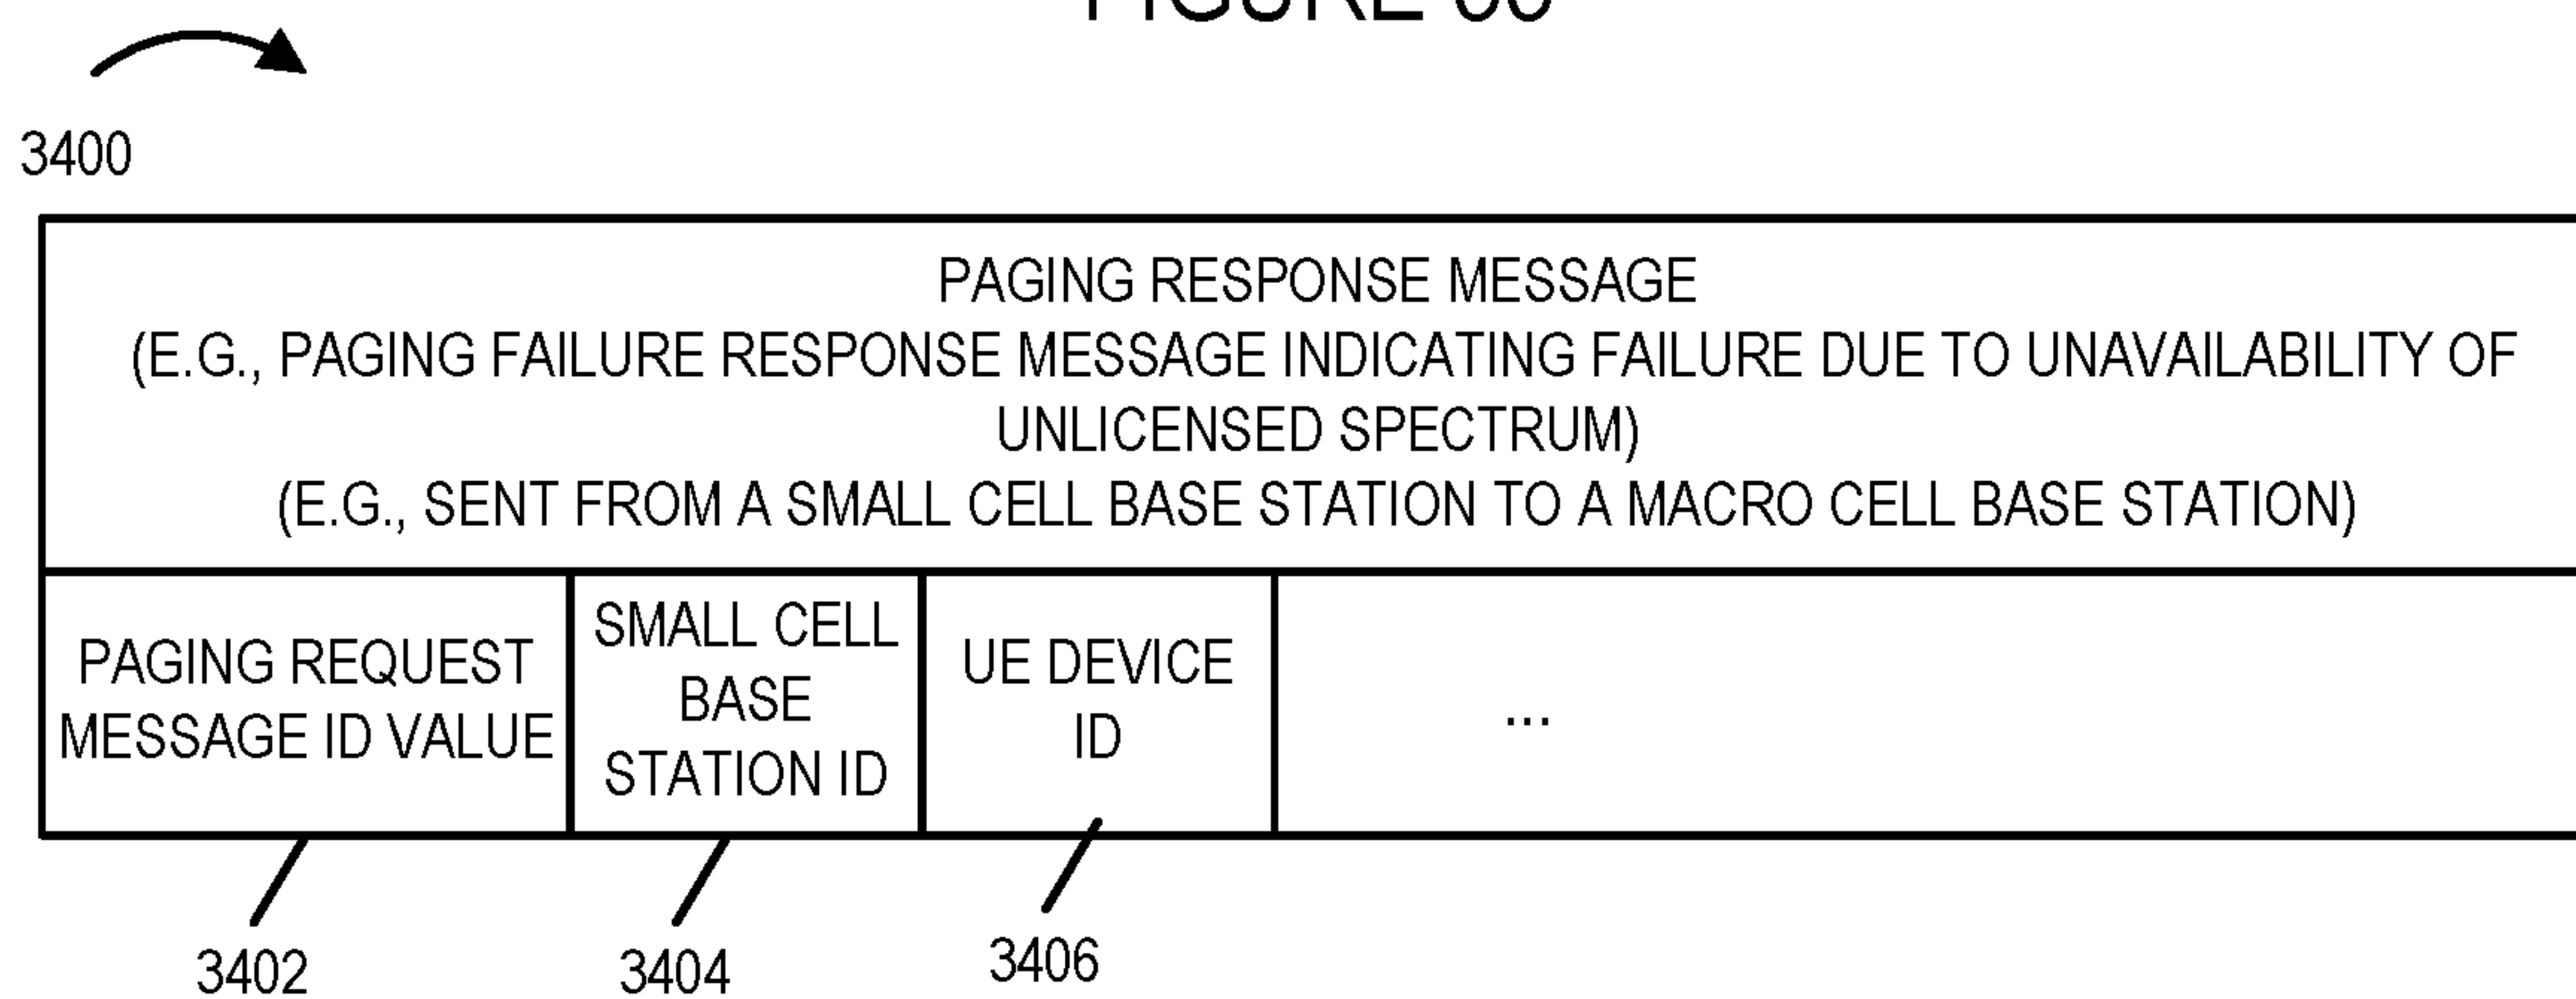 FIGURE
3400
PAGING RESPONSE MESSAGE
(E.G., PAGING FAILURE RESPONSE MESSAGE INDICATING FAILURE DUE TO UNAVAILABILITY OF
UNLICENSED SPECTRUM)
(E.G., SENT FROM A SMALL CELL BASE STATION TO A MACRO CELL BASE STATION)
PAGING REQUEST
MESSAGE ID VALUE
SMALL CELL
BASE
STATION ID
UE DEVICE
ID
...
3402
3404
3406